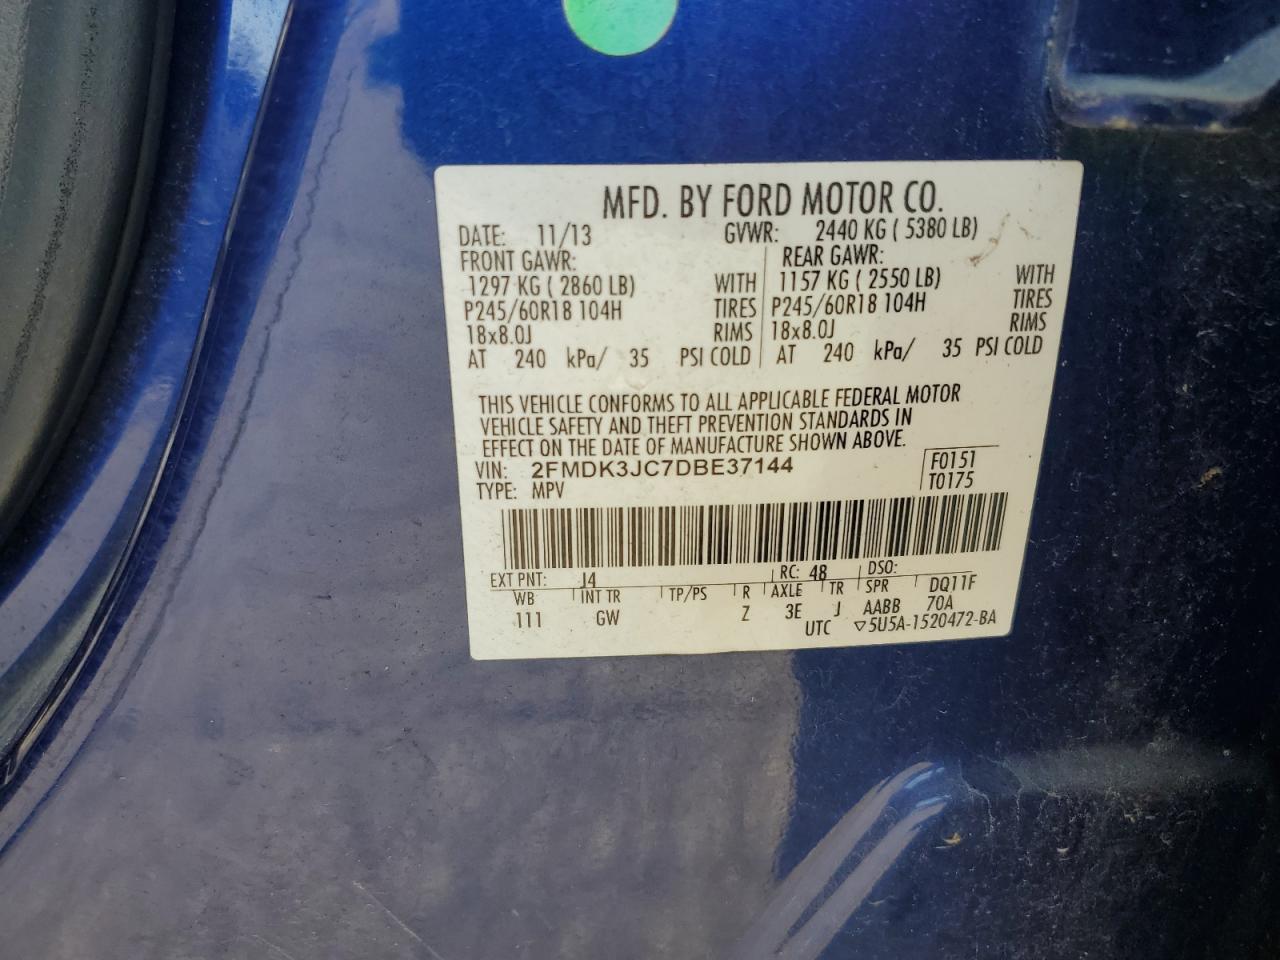 MFD. BY FORD MOTOR CO.
DATE: 11/13 GVWR: 2440 KG ( 5380 LB)
FRONT GAWR: REAR GAWR:
1297 KG ( 2860 LB) WITH 1157 KG ( 2550 LB) WITH
P245/60R18 104H TIRES P245/60R18 104H TIRES
18x8.0J RIMS 18x8.0J RIMS
AT 240 kPa/ 35 PSI COLD AT 240 kPa/ 35 PSI COLD
THIS VEHICLE CONFORMS TO ALL APPLICABLE FEDERAL MOTOR
VEHICLE SAFETY AND THEFT PREVENTION STANDARDS IN
EFFECT ON THE DATE OF MANUFACTURE SHOWN ABOVE.
VIN: 2FMDK3JC7DBE37144 F0151
TYPE: MPV T0175
EXT PNT: J4 RC: 48 DSO:
WB INT TR TP/PS R AXLE TR SPR DQ11F
111 GW Z 3E J AABB 70A
UTC ▽5U5A-1520472-BA